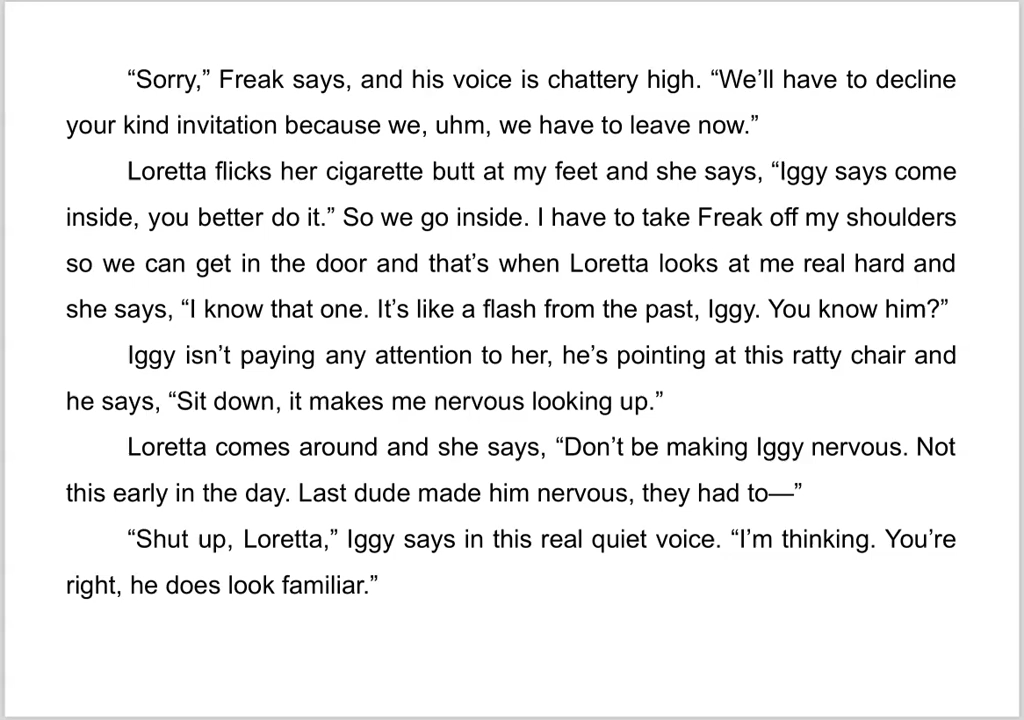 “Sorry,” Freak says, and his voice is chattery high. “We’ll have to decline
your kind invitation because we, uhm, we have to leave now.”
Loretta flicks her cigarette butt at my feet and she says, “Iggy says come
inside, you better do it.” So we go inside. I have to take Freak off my shoulders
so we can get in the door and that’s when Loretta looks at me real hard and
she says, “I know that one. It’s like a flash from the past, Iggy. You know him?”
Iggy isn’t paying any attention to her, he’s pointing at this ratty chair and
he says, “Sit down, it makes me nervous looking up.”
Loretta comes around and she says, “Don’t be making Iggy nervous. Not
this early in the day. Last dude made him nervous, they had to—”
“Shut up, Loretta,” Iggy says in this real quiet voice. “I’m thinking. You’re
right, he does look familiar.”